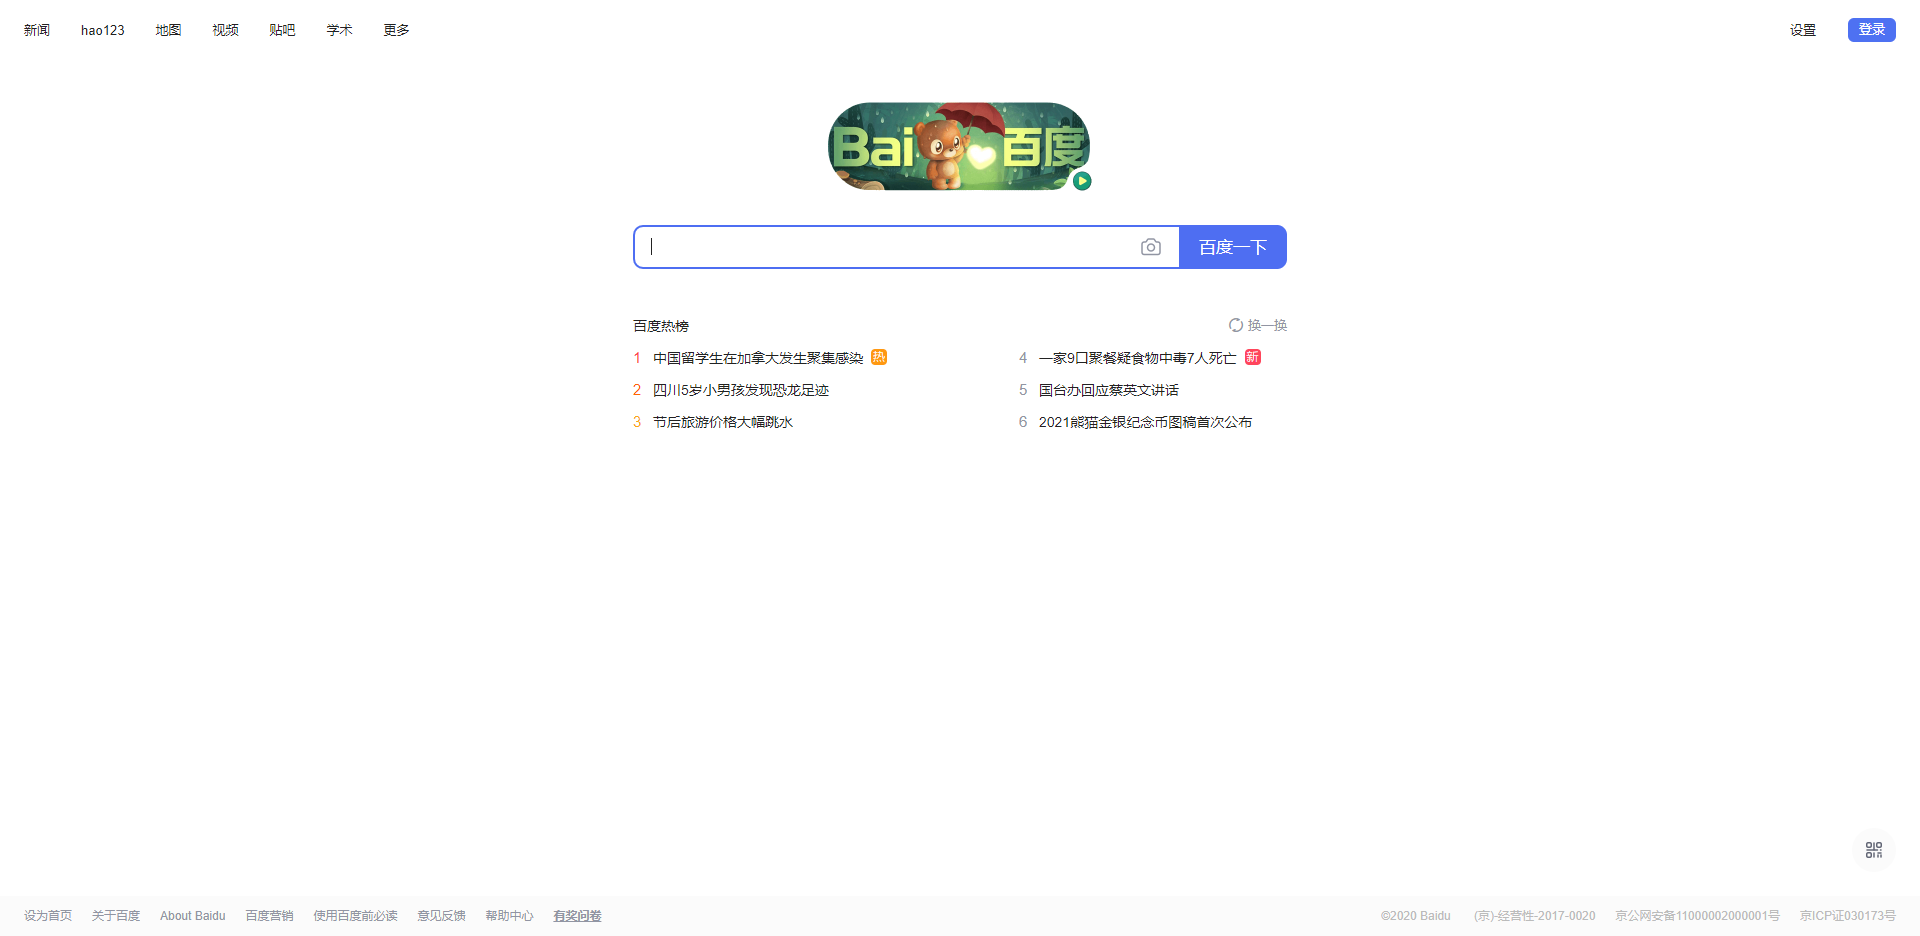 新闻 hao123 地图 视频 贴吧 学术 更多 设置 登录
Bai 百度
百度一下
百度热榜 换一换
1 中国留学生在加拿大发生聚集感染 热
2 四川5岁小男孩发现恐龙足迹
3 节后旅游价格大幅跳水
4 一家9口聚餐疑食物中毒7人死亡 新
5 国台办回应蔡英文讲话
6 2021熊猫金银纪念币图稿首次公布
设为首页 关于百度 About Baidu 百度营销 使用百度前必读 意见反馈 帮助中心 有奖问卷 ©2020 Baidu (京)-经营性-2017-0020 京公网安备11000002000001号 京ICP证030173号